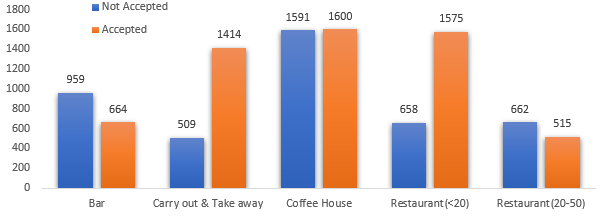 1800
1600
1400
1200
1000
800
600
400
200
0
Not Accepted
Accepted
959
664
509
1414
1591
1600
658
1575
662
515
Bar
Carry out & Take away
Coffee House
Restaurant(<20)
Restaurant(20-50)